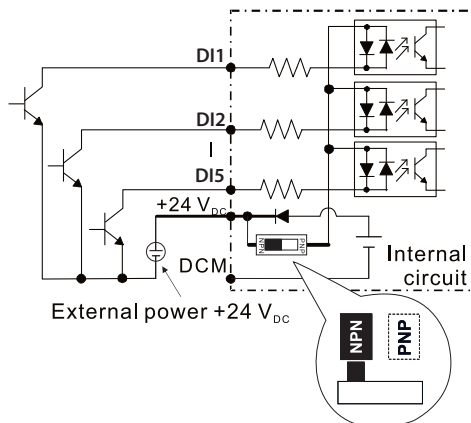 DI1
DI2
I
DI5
+24 VDC
NPN PNP
DCM
Internal
circuit
External power +24 VDC
NPN PNP